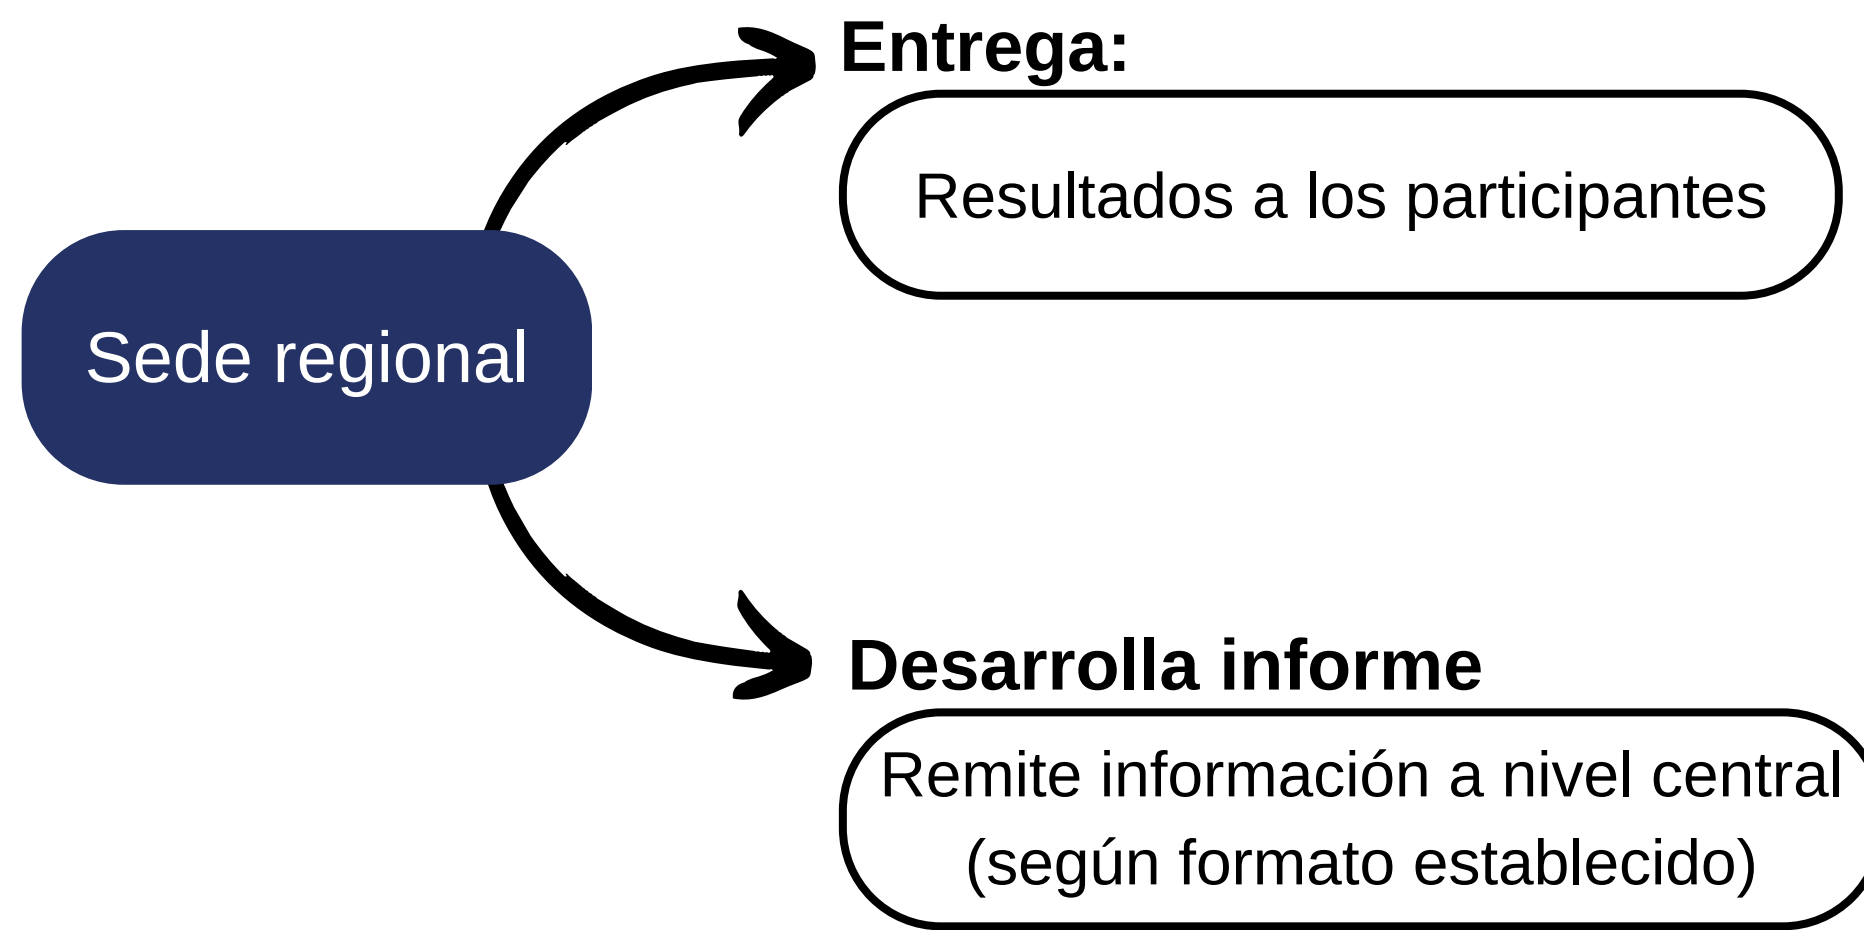 Entrega:
Resultados a los participantes
Sede regional
Desarrolla informe
Remite información a nivel central
(según formato establecido)